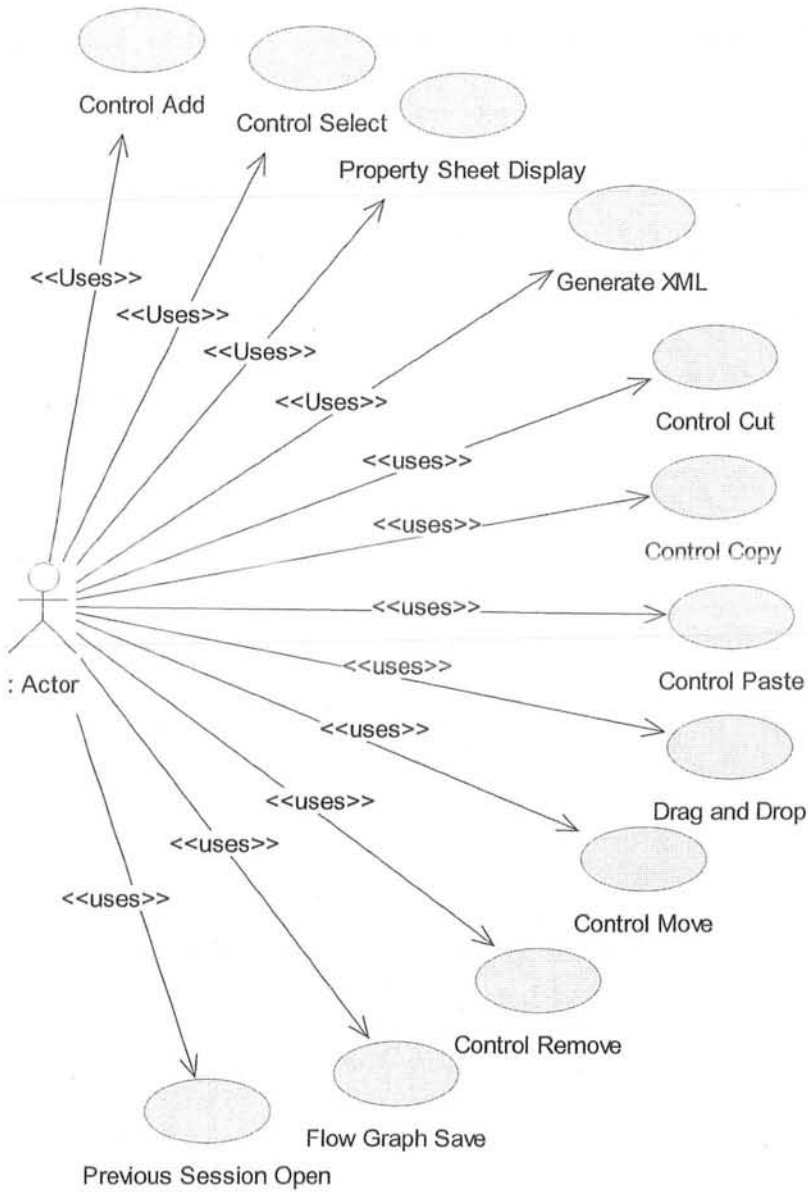 Control Add
Control Select
Property Sheet Display
Generate XML
<<Uses>>
<<Uses>>
<<Uses>>
<<Uses>>
Control Cut
<<uses>>
<<uses>>
Control Copy
<<uses>>
<<uses>>
: Actor
Control Paste
<<uses>>
Drag and Drop
<<uses>>
<<uses>>
<<uses>>
Control Move
Control Remove
Flow Graph Save
Previous Session Open